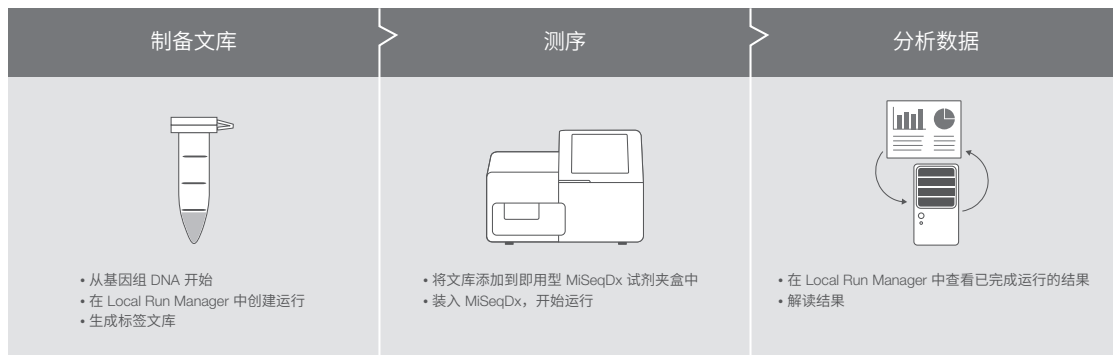 制备文库
测序
分析数据
• 从基因组 DNA 开始
• 在 Local Run Manager 中创建运行
• 生成标签文库
• 将文库添加到即用型 MiSeqDx 试剂夹盒中
• 装入 MiSeqDx，开始运行
• 在 Local Run Manager 中查看已完成运行的结果
• 解读结果